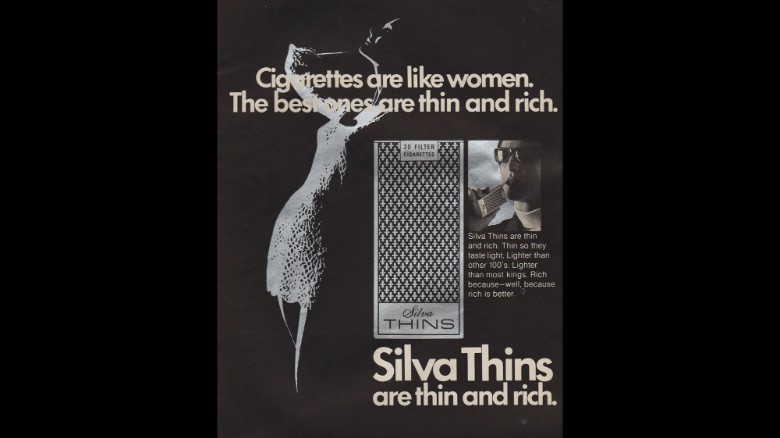 Cigarettes are like women.
The best ones are thin and rich.
20 FILTER
CIGARETTES
Silva Thins are thin
and rich. Thin so they
taste light. Lighter than
other 100's. Lighter
than most kings. Rich
because—well, because
rich is better.
Silva
THINS
Silva Thins
are thin and rich.